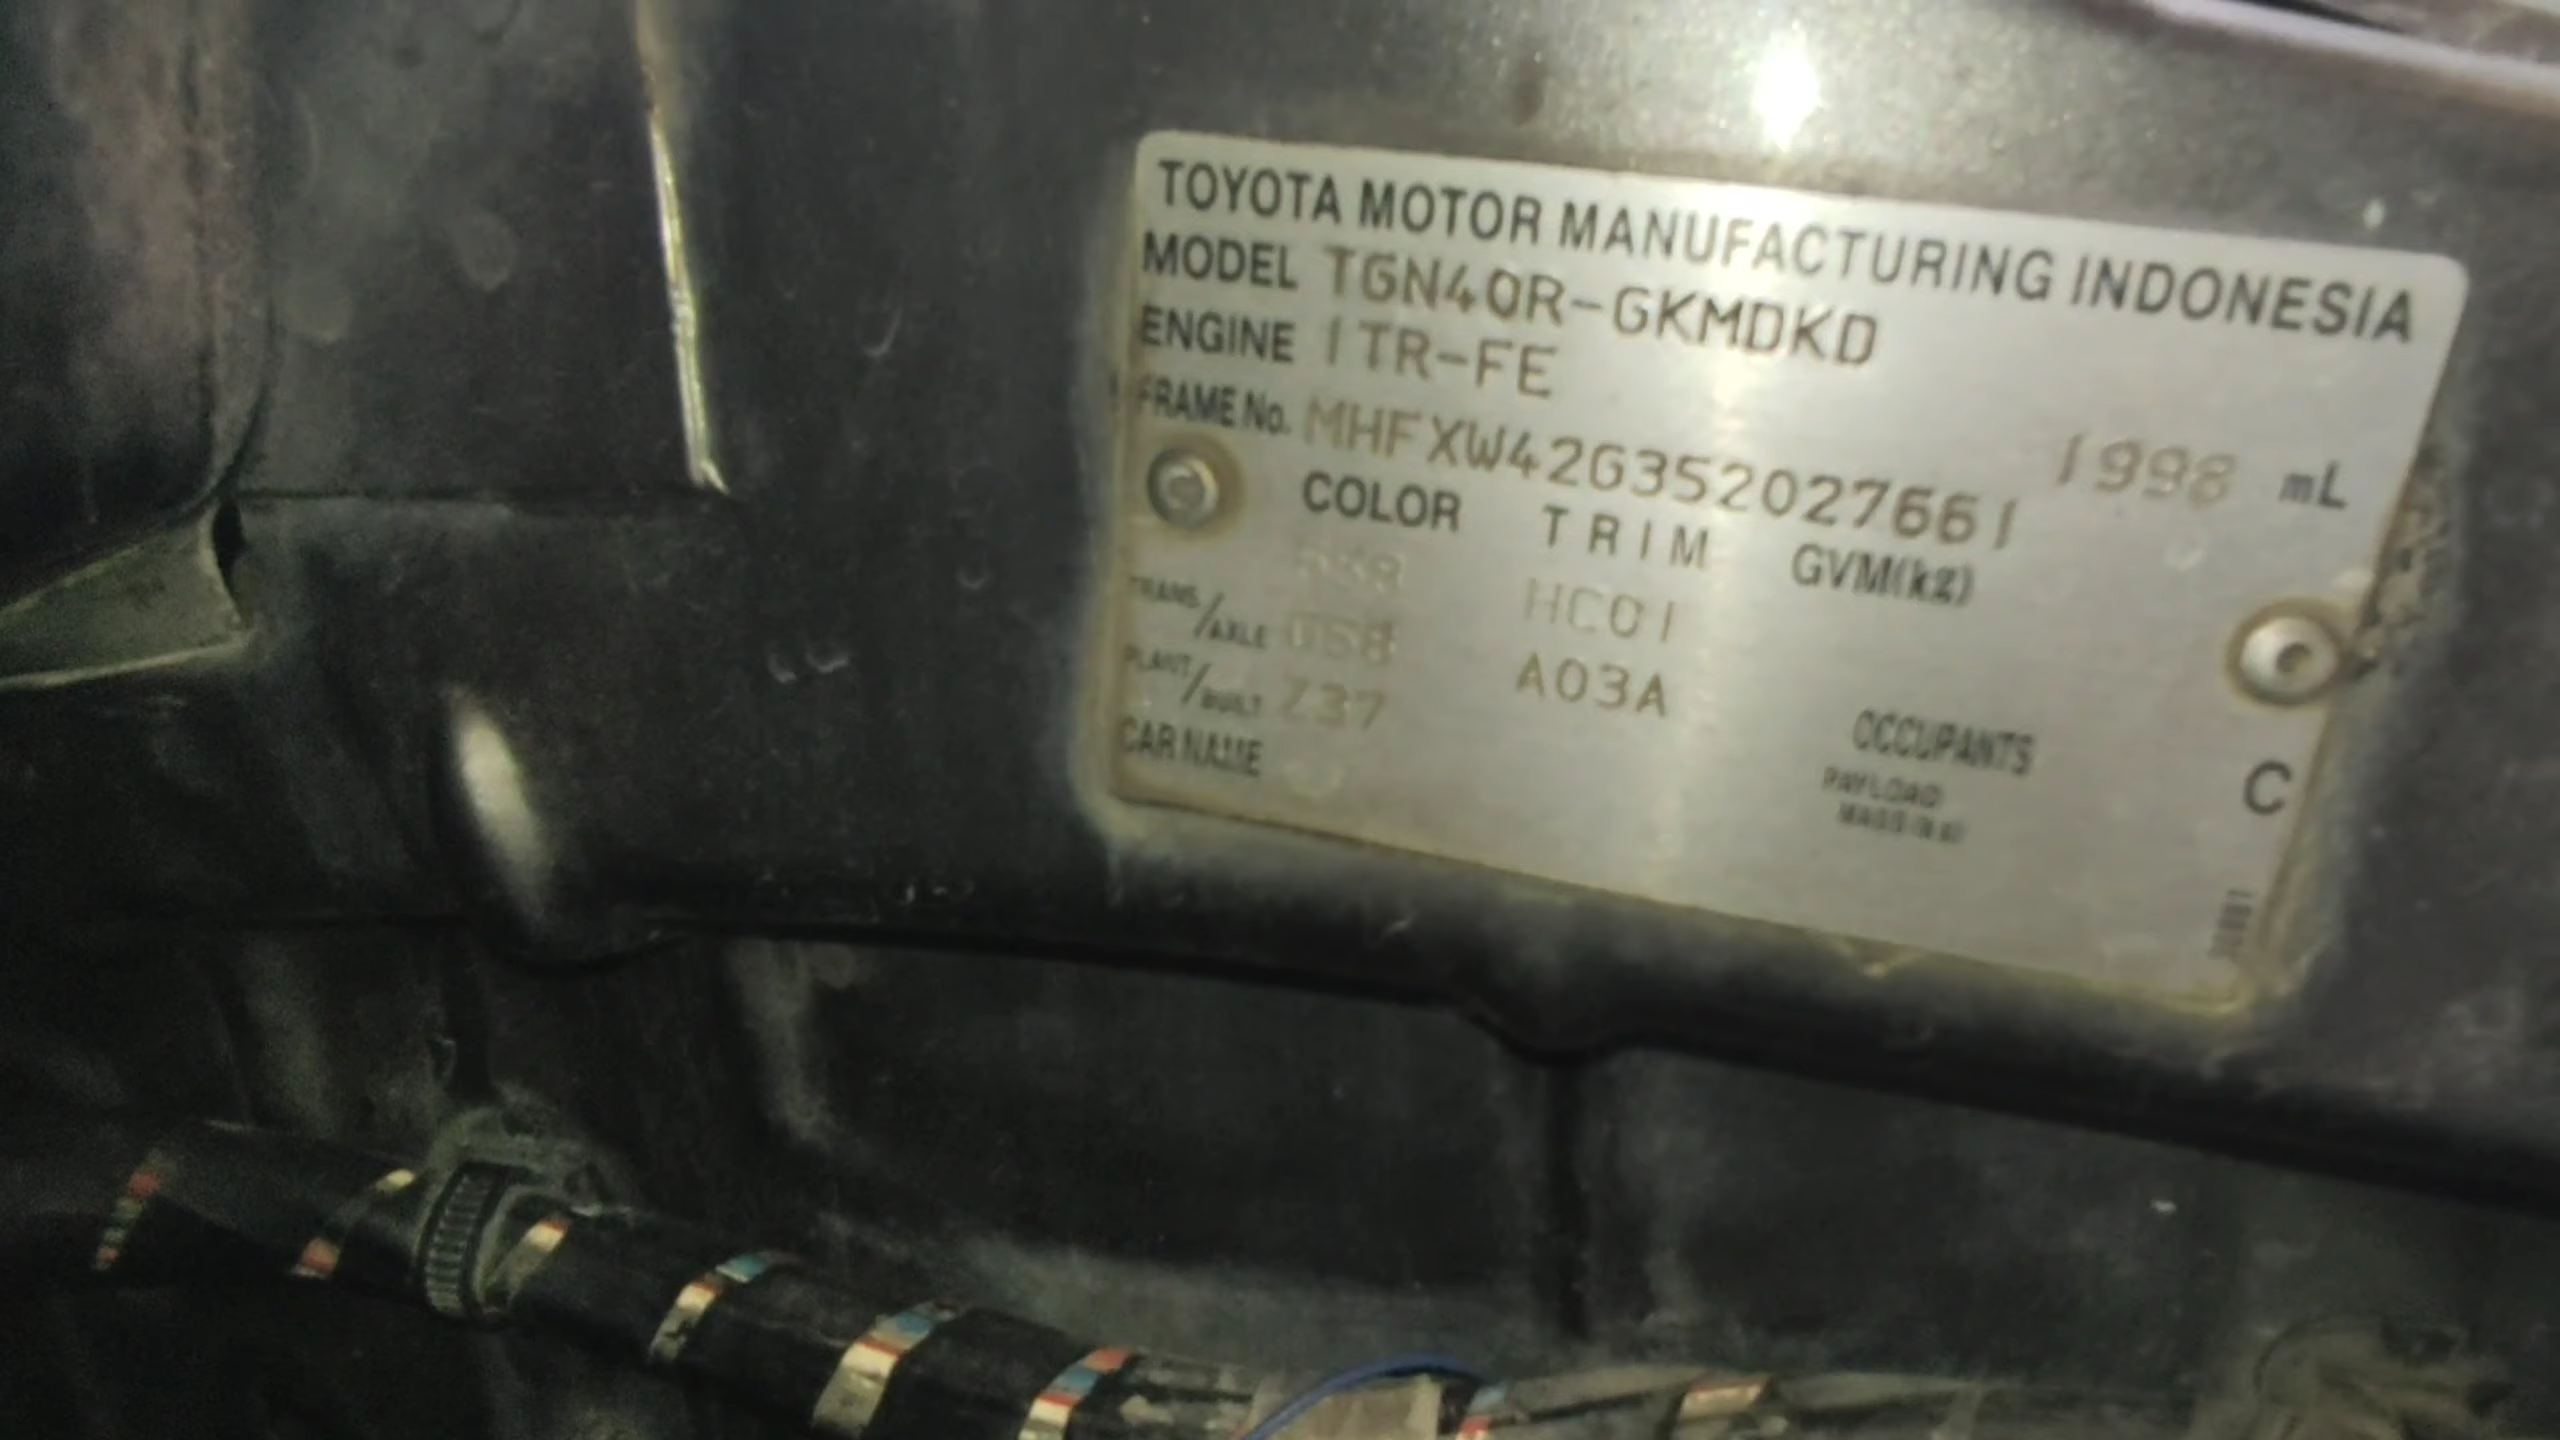 TOYOTA MOTOR MANUFACTURING INDONESIA
MODEL TGN40R-GKMDKD
ENGINE 1TR-FE 1998 mL
FRAME No. MHFXW42G352027661
COLOR TRIM GVM(kg)
HC01
TRANS/AXLE G58 A03A
PLANT/BUILT Z37 OCCUPANTS
CAR NAME PAYLOAD C